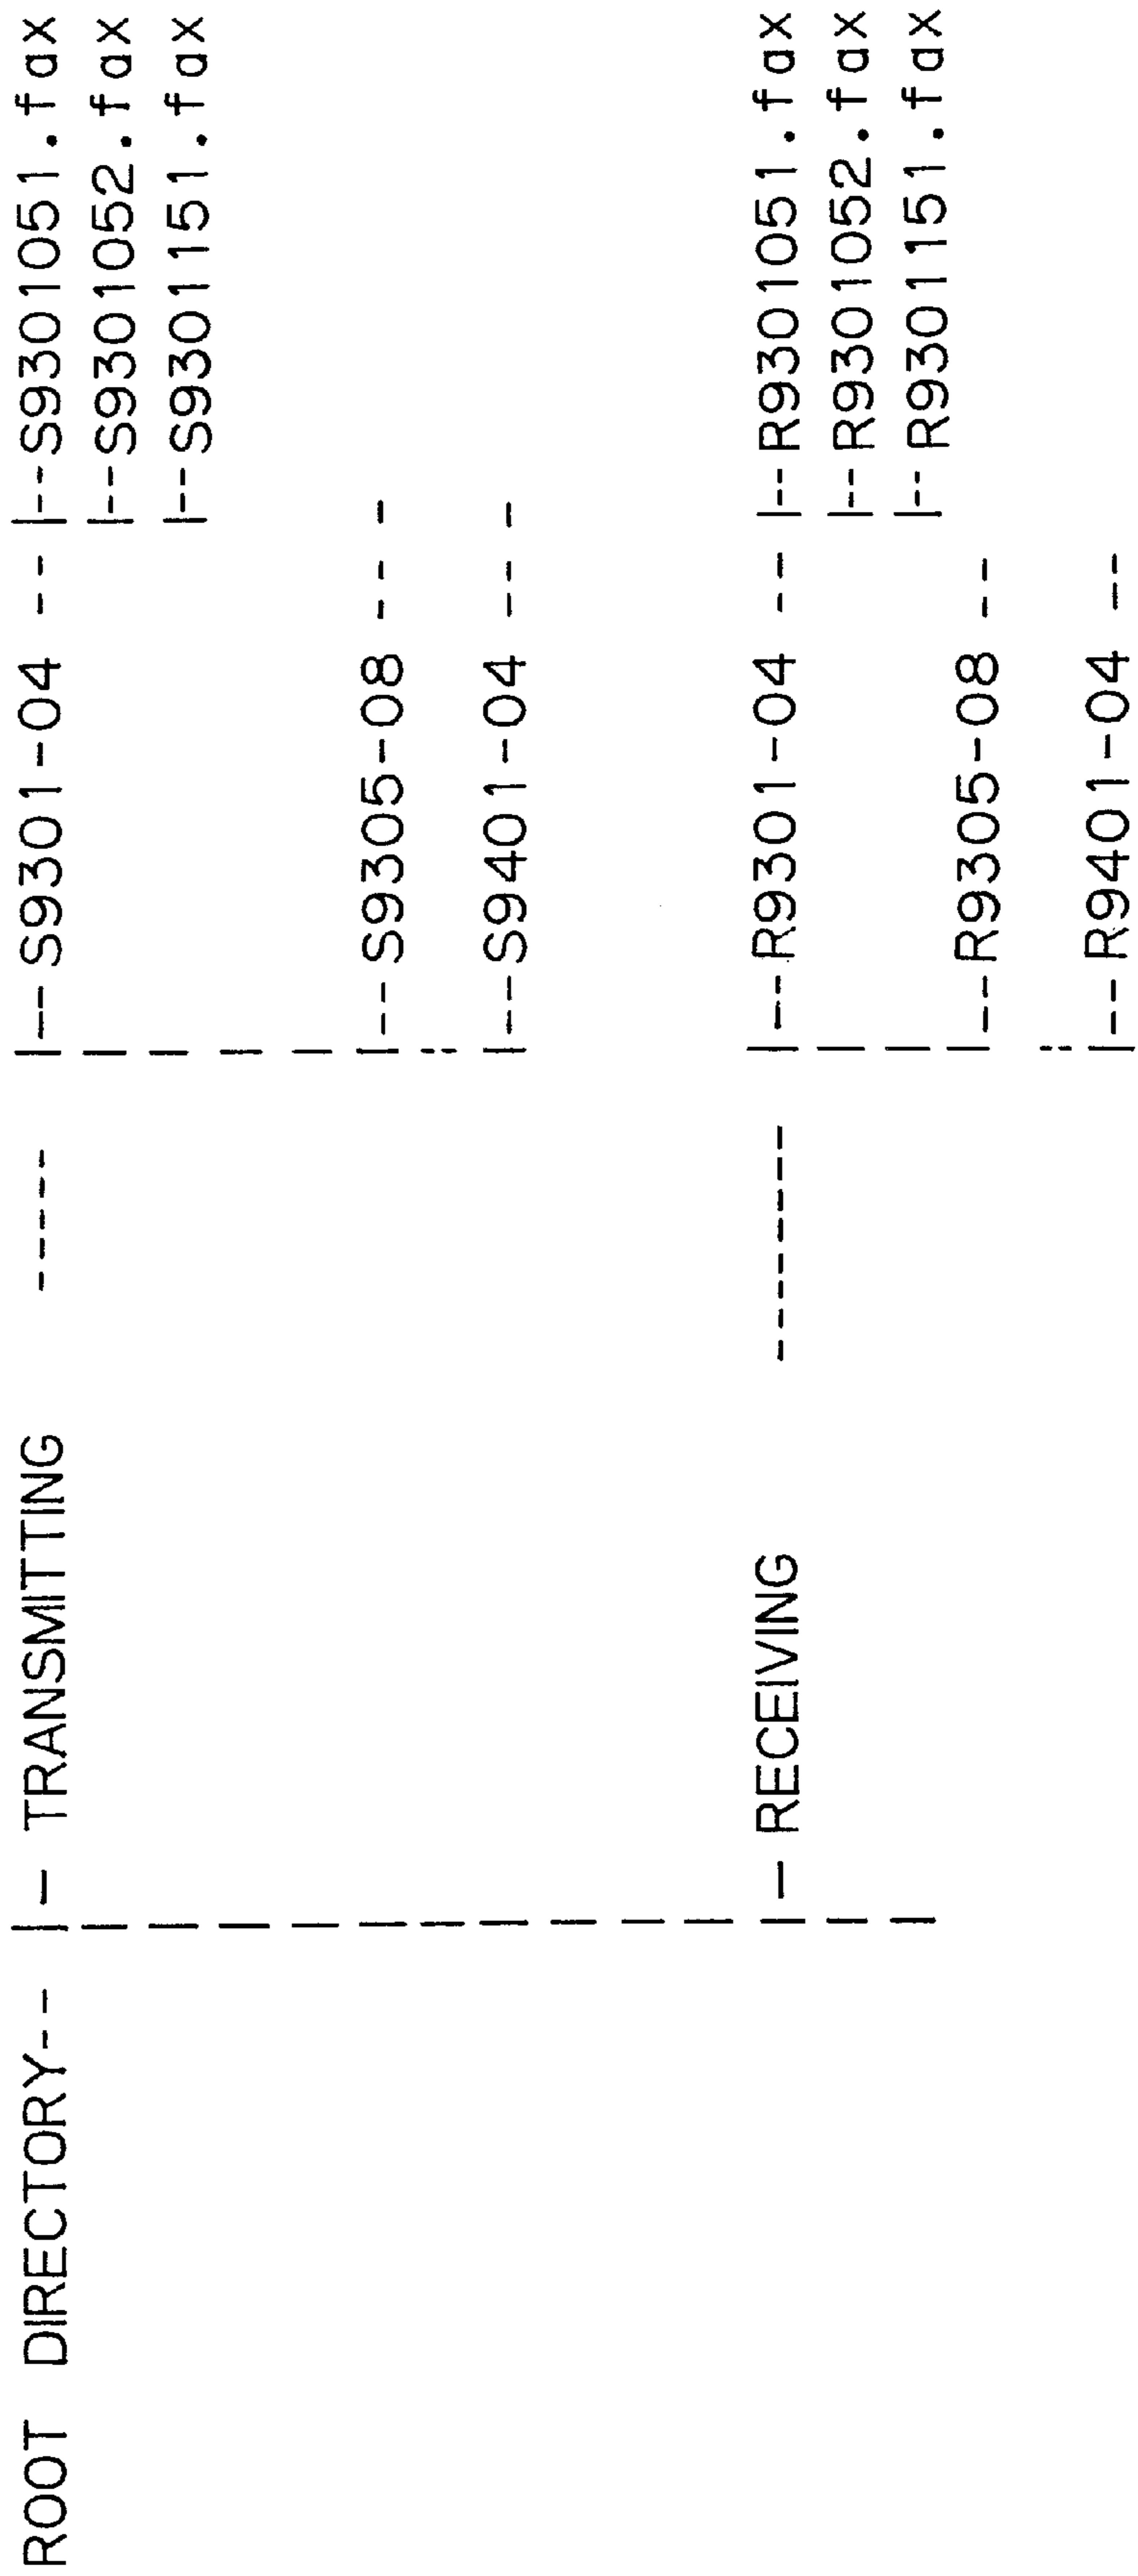 ROOT DIRECTORY-- |— TRANSMITTING ----- |--S9301-04 -- |--S9301051.fax
|--S9301052.fax
|--S9301151.fax
|--S9305-08 ---
|--S9401-04 ---
|— RECEIVING ------- |--R9301-04 -- |--R9301051.fax
|--R9301052.fax
|--R9301151.fax
|--R9305-08 --
|--R9401-04 --